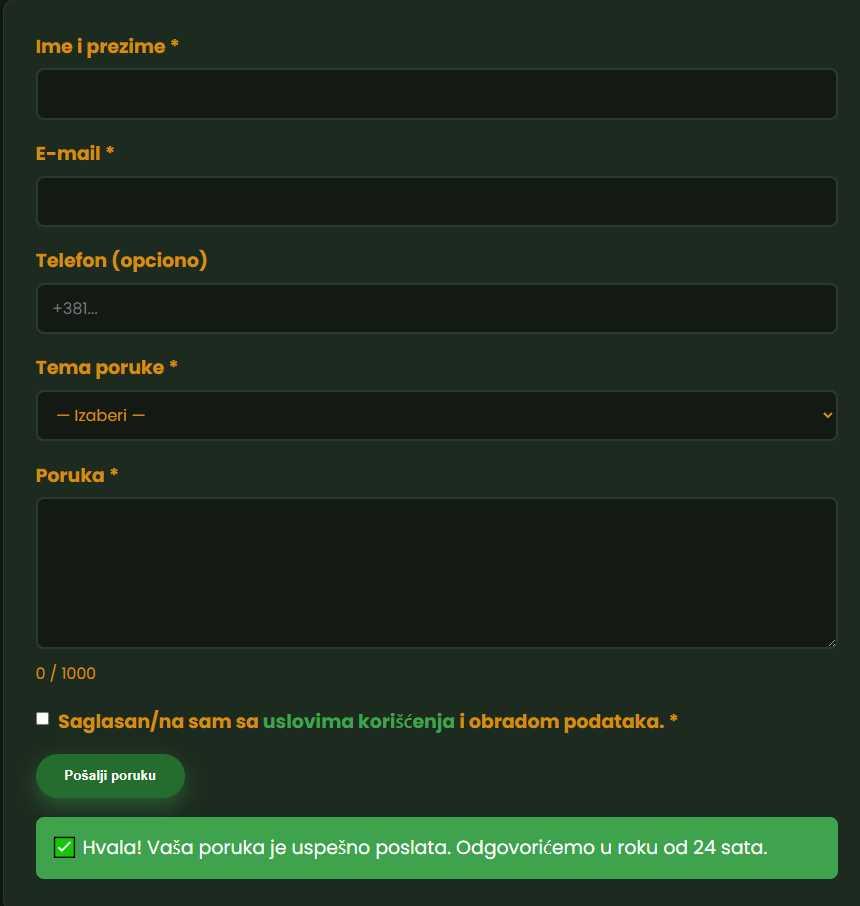 Ime i prezime *
E-mail *
Telefon (opciono)
+381...
Tema poruke *
— Izaberi —
Poruka *
0 / 1000
Saglasan/na sam sa uslovima korišćenja i obradom podataka. *
Pošalji poruku
✅ Hvala! Vaša poruka je uspešno poslata. Odgovorićemo u roku od 24 sata.